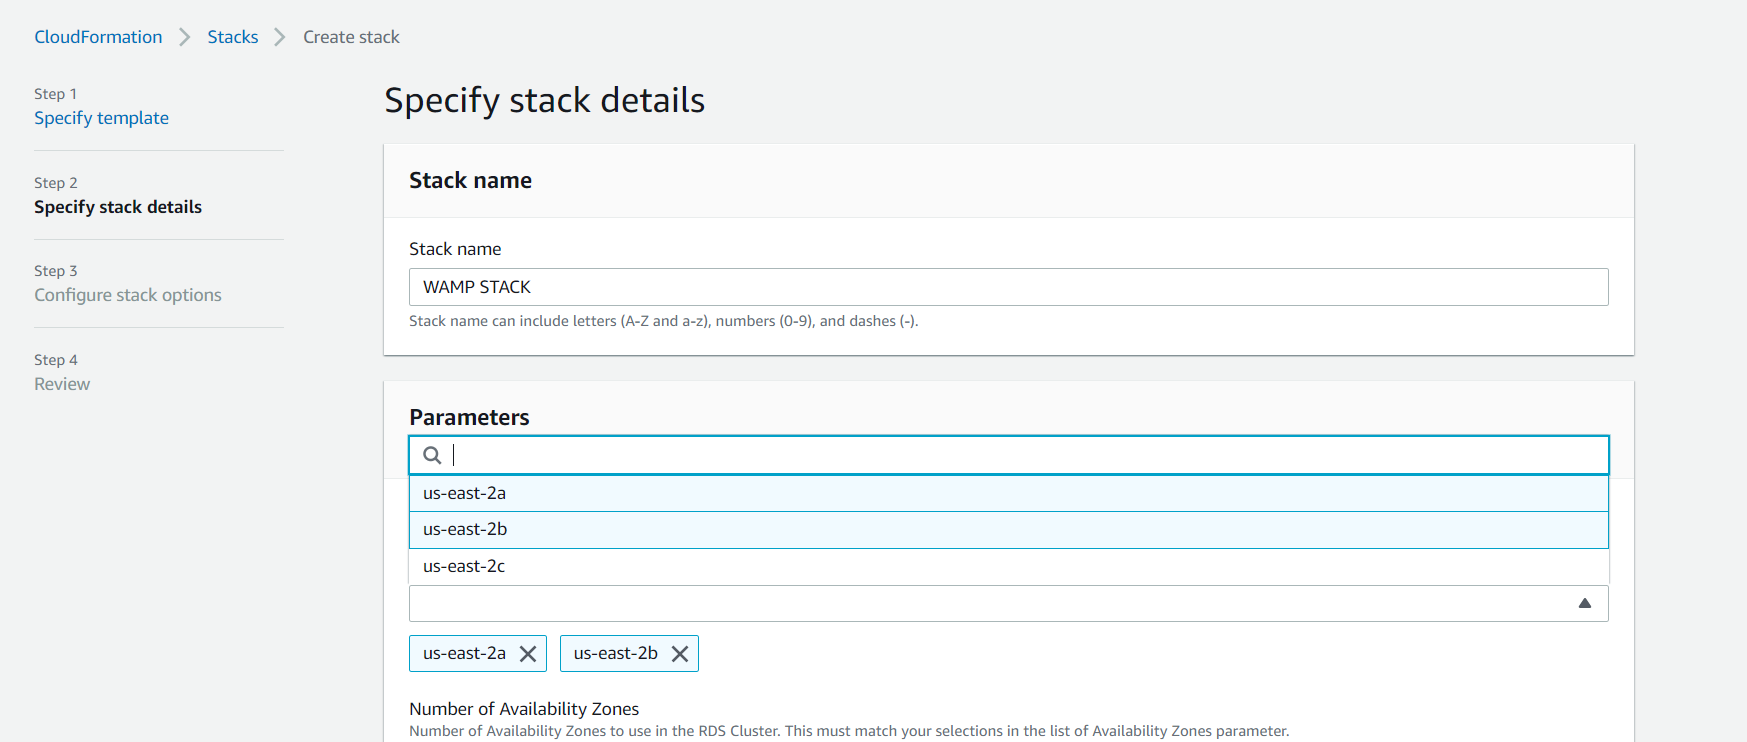 CloudFormation > Stacks > Create stack
Step 1
Specify template
Step 2
Specify stack details
Step 3
Configure stack options
Step 4
Review
Specify stack details
Stack name
Stack name
WAMP STACK
Stack name can include letters (A-Z and a-z), numbers (0-9), and dashes (-).
Parameters
us-east-2a
us-east-2b
us-east-2c
us-east-2a us-east-2b
Number of Availability Zones
Number of Availability Zones to use in the RDS Cluster. This must match your selections in the list of Availability Zones parameter.